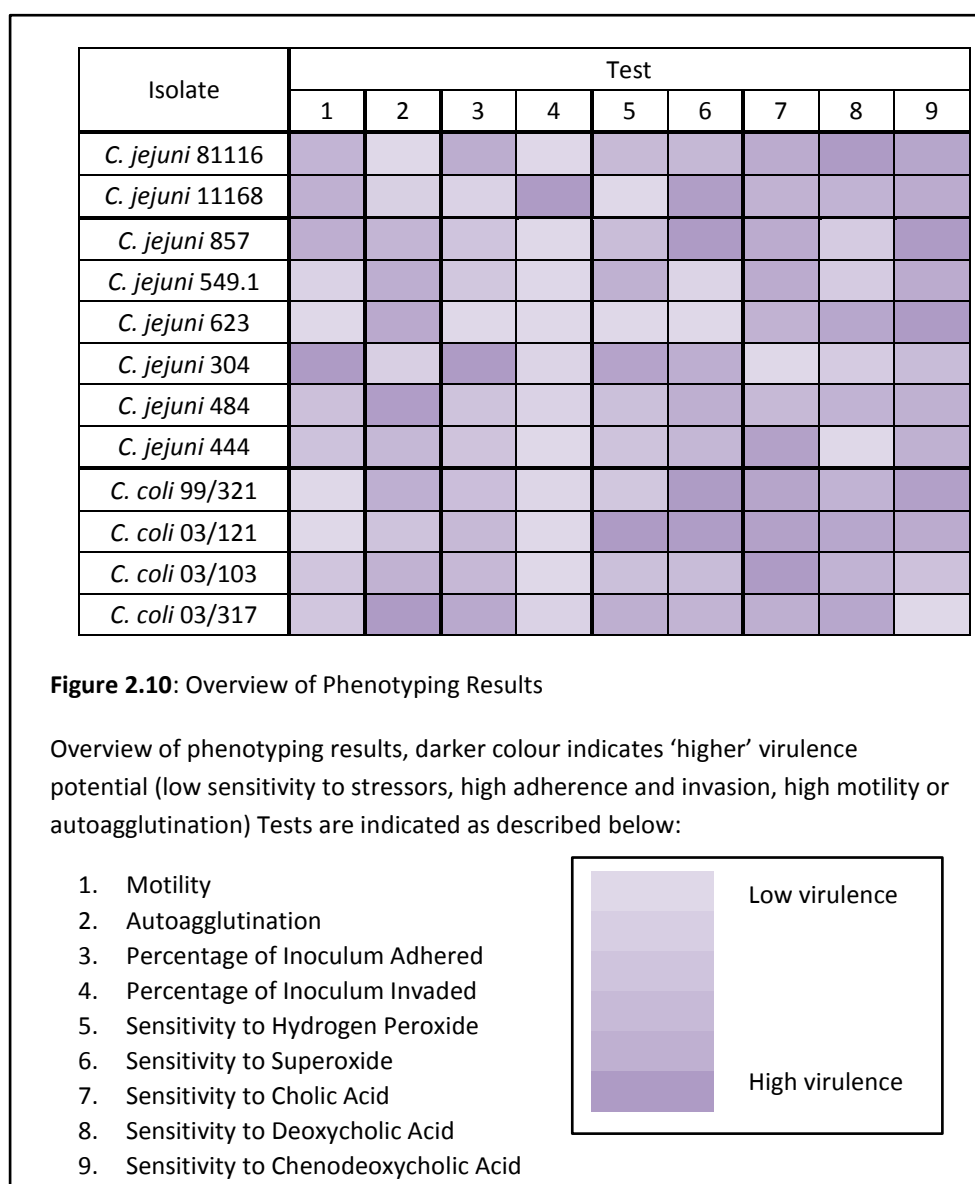 Isolate
Test
1 2 3 4 5 6 7 8 9
C. jejuni 81116
C. jejuni 11168
C. jejuni 857
C. jejuni 549.1
C. jejuni 623
C. jejuni 304
C. jejuni 484
C. jejuni 444
C. coli 99/321
C. coli 03/121
C. coli 03/103
C. coli 03/317
Figure 2.10: Overview of Phenotyping Results
Overview of phenotyping results, darker colour indicates ‘higher’ virulence
potential (low sensitivity to stressors, high adherence and invasion, high motility or
autoagglutination) Tests are indicated as described below:
1. Motility
2. Autoagglutination
3. Percentage of Inoculum Adhered
4. Percentage of Inoculum Invaded
5. Sensitivity to Hydrogen Peroxide
6. Sensitivity to Superoxide
7. Sensitivity to Cholic Acid
8. Sensitivity to Deoxycholic Acid
9. Sensitivity to Chenodeoxycholic Acid
Low virulence
High virulence